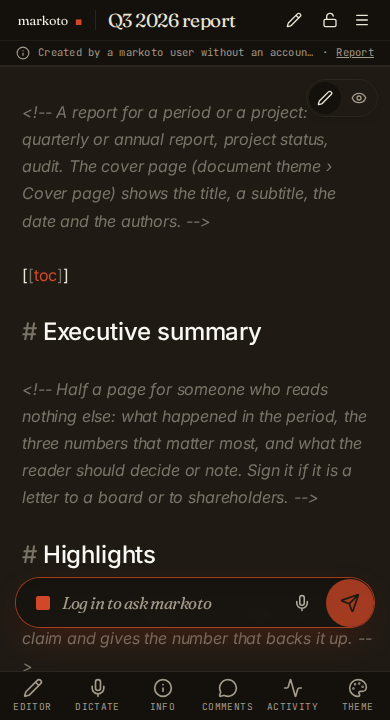 markoto
Q3 2026 report
Created by a markoto user without an accoun… · Report
<!-- A report for a period or a project:
quarterly or annual report, project status,
audit. The cover page (document theme ›
Cover page) shows the title, a subtitle, the
date and the authors. -->
[[toc]]
# Executive summary
<!-- Half a page for someone who reads
nothing else: what happened in the period, the
three numbers that matter most, and what the
reader should decide or note. Sign it if it is a
letter to a board or to shareholders. -->
# Highlights
Log in to ask markoto
claim and gives the number that backs it up. --
>
EDITOR
DICTATE
INFO
COMMENTS
ACTIVITY
THEME